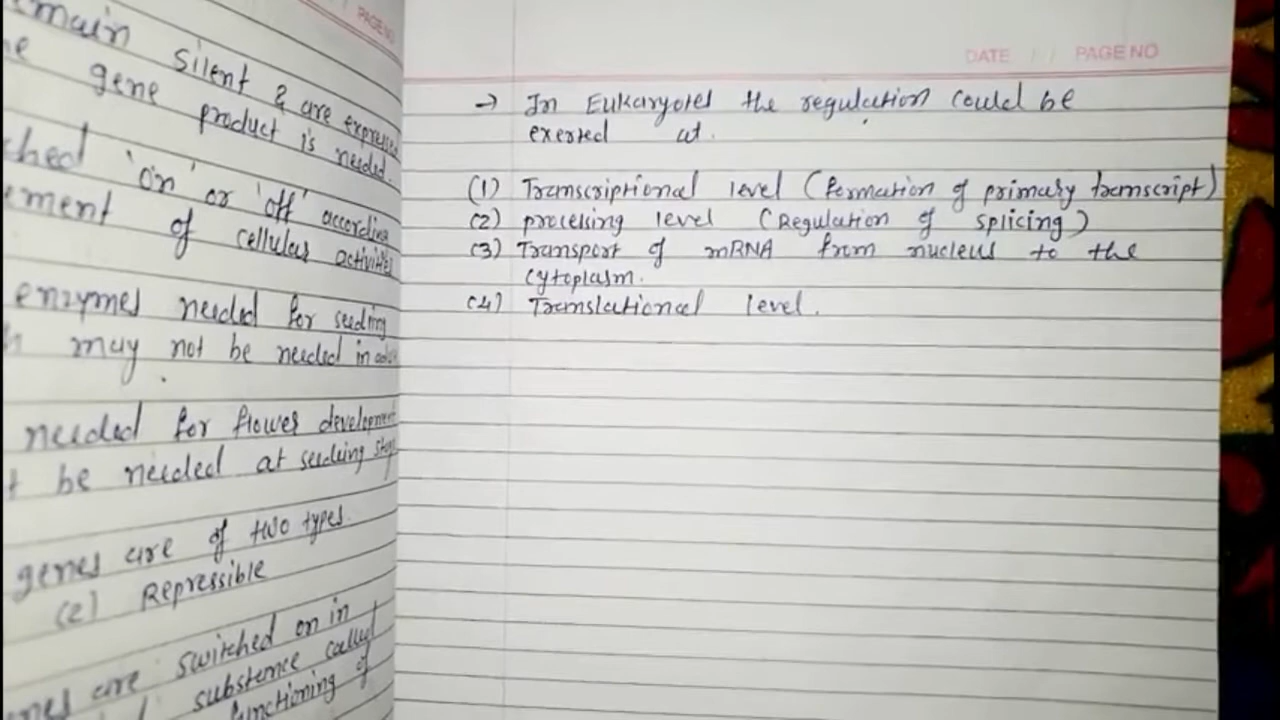 main silent & are expressed
gene product is needed.
'on' or 'off' according
of cellular activities
enzymes needed for seedling
may not be needed in
needed for flower development
be needed at seedling stage
genes are of two types.
(2) Repressible
are switched on in
substance called
functioning of
PAGE NO
DATE / / PAGE NO
→ In Eukaryotes the regulation could be
exerted at.
(1) Transcriptional level (formation of primary transcript)
(2) processing level (Regulation of splicing)
(3) Transport of mRNA from nucleus to the
cytoplasm.
(4) Translational level.